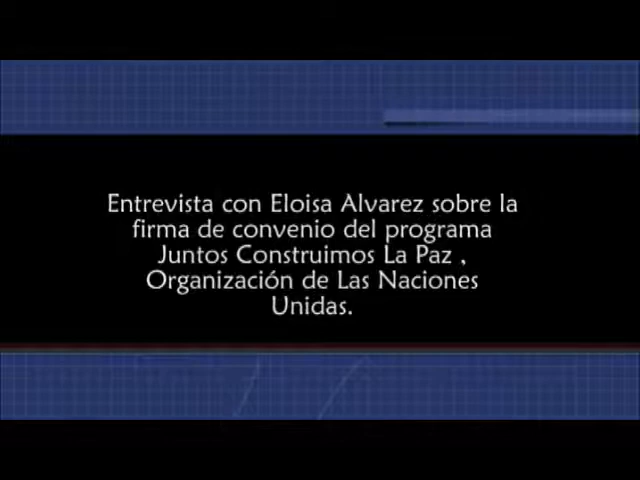 Entrevista con Eloisa Alvarez sobre la
firma de convenio del programa
Juntos Construimos La Paz ,
Organización de Las Naciones
Unidas.